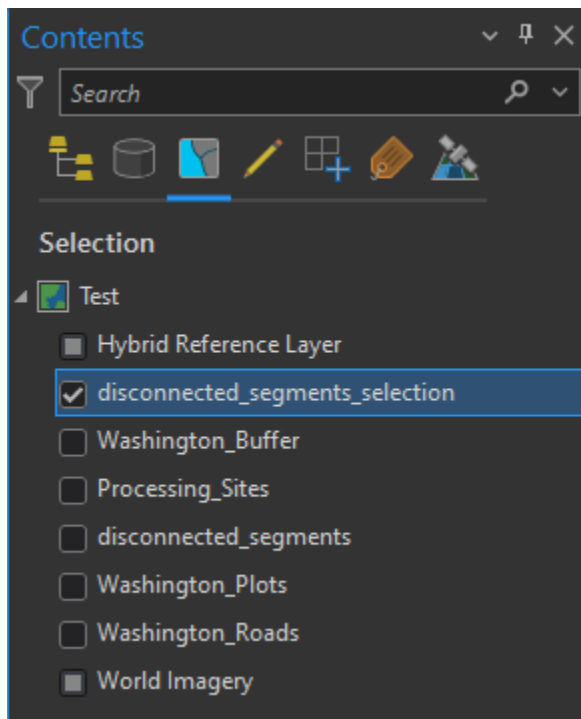 Contents
Search
Selection
Test
Hybrid Reference Layer
disconnected_segments_selection
Washington_Buffer
Processing_Sites
disconnected_segments
Washington_Plots
Washington_Roads
World Imagery